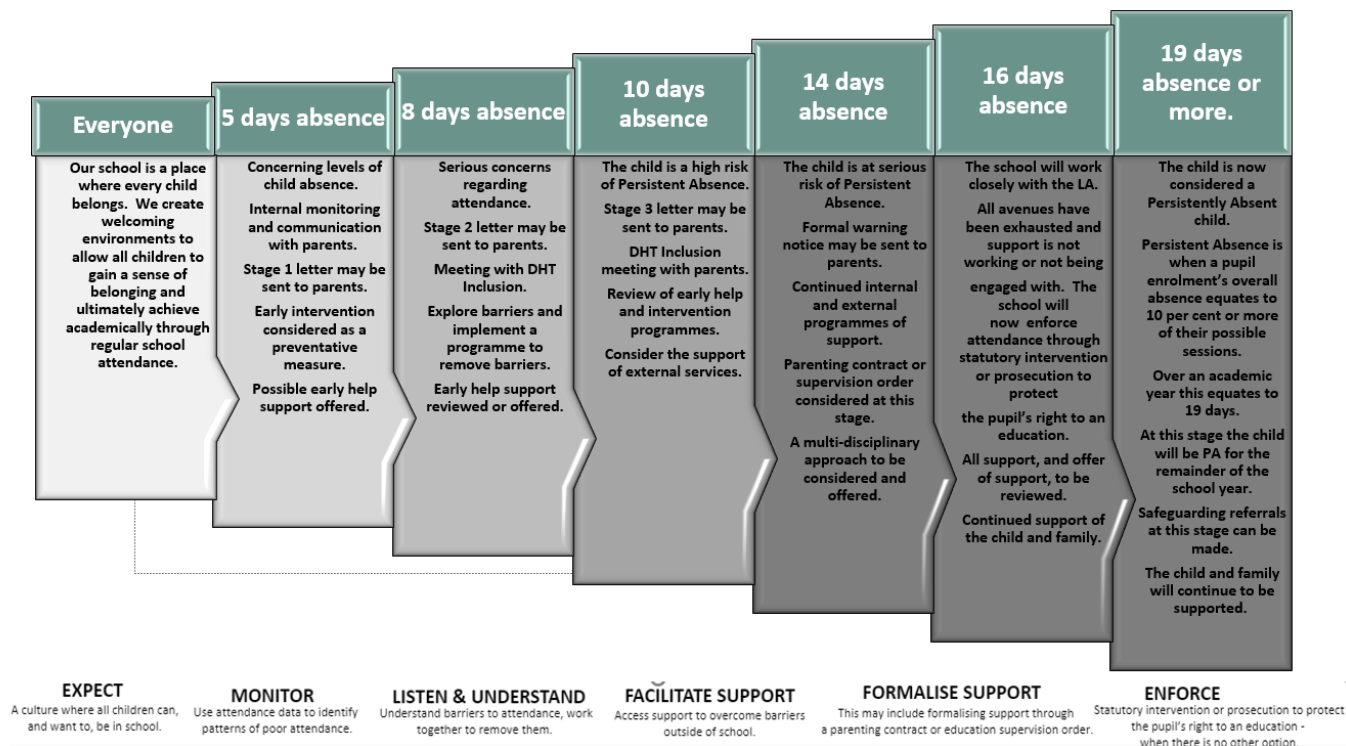 Everyone
Our school is a place
where every child
belongs. We create
welcoming
environments to
allow all children to
gain a sense of
belonging and
ultimately achieve
academically through
regular school
attendance.
5 days absence
Concerning levels of
child absence.
Internal monitoring
and communication
with parents.
Stage 1 letter may be
sent to parents.
Early intervention
considered as a
preventative
measure.
Possible early help
support offered.
8 days absence
Serious concerns
regarding
attendance.
Stage 2 letter may be
sent to parents.
Meeting with DHT
Inclusion.
Explore barriers and
implement a
programme to
remove barriers.
Early help support
reviewed or offered.
10 days
absence
The child is a high risk
of Persistent Absence.
Stage 3 letter may be
sent to parents.
DHT Inclusion
meeting with parents.
Review of early help
and intervention
programmes.
Consider the support
of external services.
14 days
absence
The child is at serious
risk of Persistent
Absence.
Formal warning
notice may be sent to
parents.
Continued internal
and external
programmes of
support.
Parenting contract or
supervision order
considered at this
stage.
A multi-disciplinary
approach to be
considered and
offered.
16 days
absence
The school will work
closely with the LA.
All avenues have
been exhausted and
support is not
working or not being
engaged with. The
school will
now enforce
attendance through
statutory intervention
or prosecution to
protect
the pupil's right to an
education.
All support, and offer
of support, to be
reviewed.
Continued support of
the child and family.
19 days
absence or
more.
The child is now
considered a
Persistently Absent
child.
Persistent Absence is
when a pupil
enrolment's overall
absence equates to
10 per cent or more
of their possible
sessions.
Over an academic
year this equates to
19 days.
At this stage the child
will be PA for the
remainder of the
school year.
Safeguarding referrals
at this stage can be
made.
The child and family
will continue to be
supported.
EXPECT
A culture where all children can,
and want to, be in school.
MONITOR
Use attendance data to identify
patterns of poor attendance.
LISTEN & UNDERSTAND
Understand barriers to attendance, work
together to remove them.
FACILITATE SUPPORT
Access support to overcome barriers
outside of school.
FORMALISE SUPPORT
This may include formalising support through
a parenting contract or education supervision order.
ENFORCE
Statutory intervention or prosecution to protect
the pupil's right to an education -
when there is no other option.